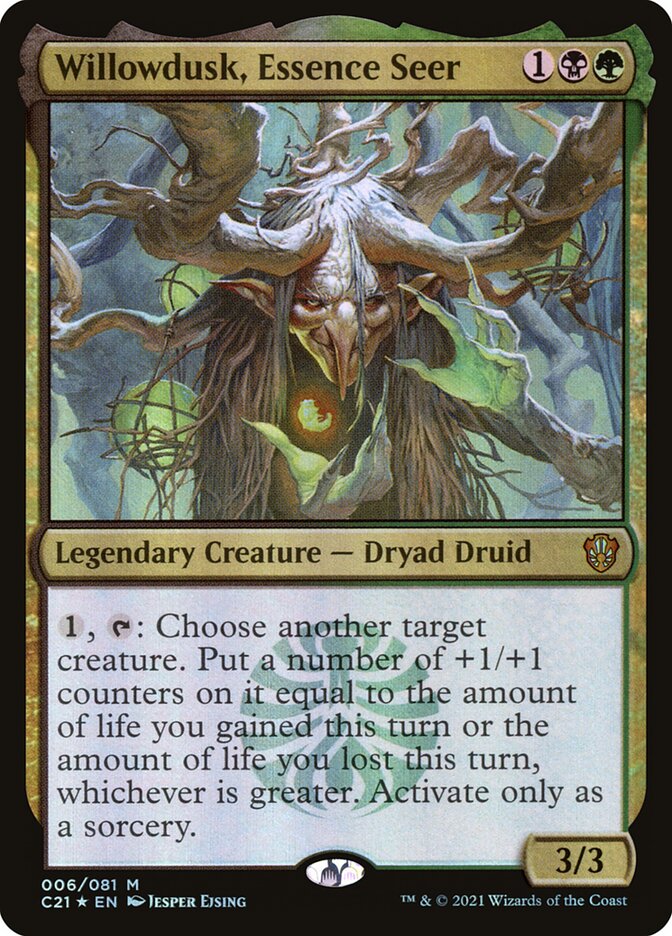 Willowdusk, Essence Seer 1
Legendary Creature — Dryad Druid
1, : Choose another target
creature. Put a number of +1/+1
counters on it equal to the amount
of life you gained this turn or the
amount of life you lost this turn,
whichever is greater. Activate only as
a sorcery.
3/3
006/081 M
C21 ★ EN Jesper Ejsing
™ & © 2021 Wizards of the Coast